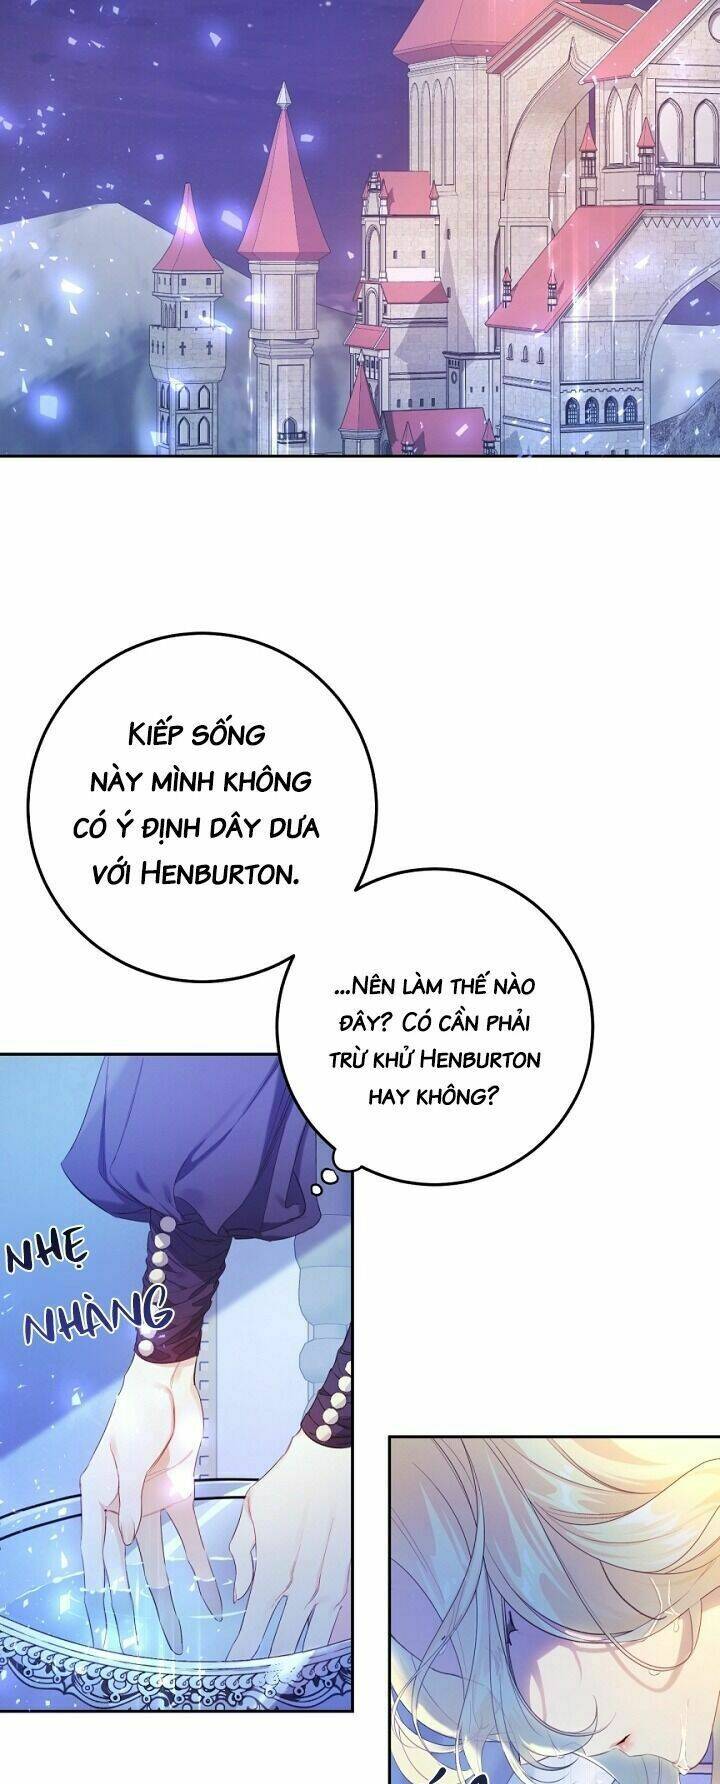 KIẾP SỐNG
NÀY MÌNH KHÔNG
CÓ Ý ĐỊNH DÂY DƯA
VỚI HENBURTON.
...NÊN LÀM THẾ NÀO
ĐÂY? CÓ CẦN PHẢI
TRỪ KHỬ HENBURTON
HAY KHÔNG?
NHẸ
NHÀNG